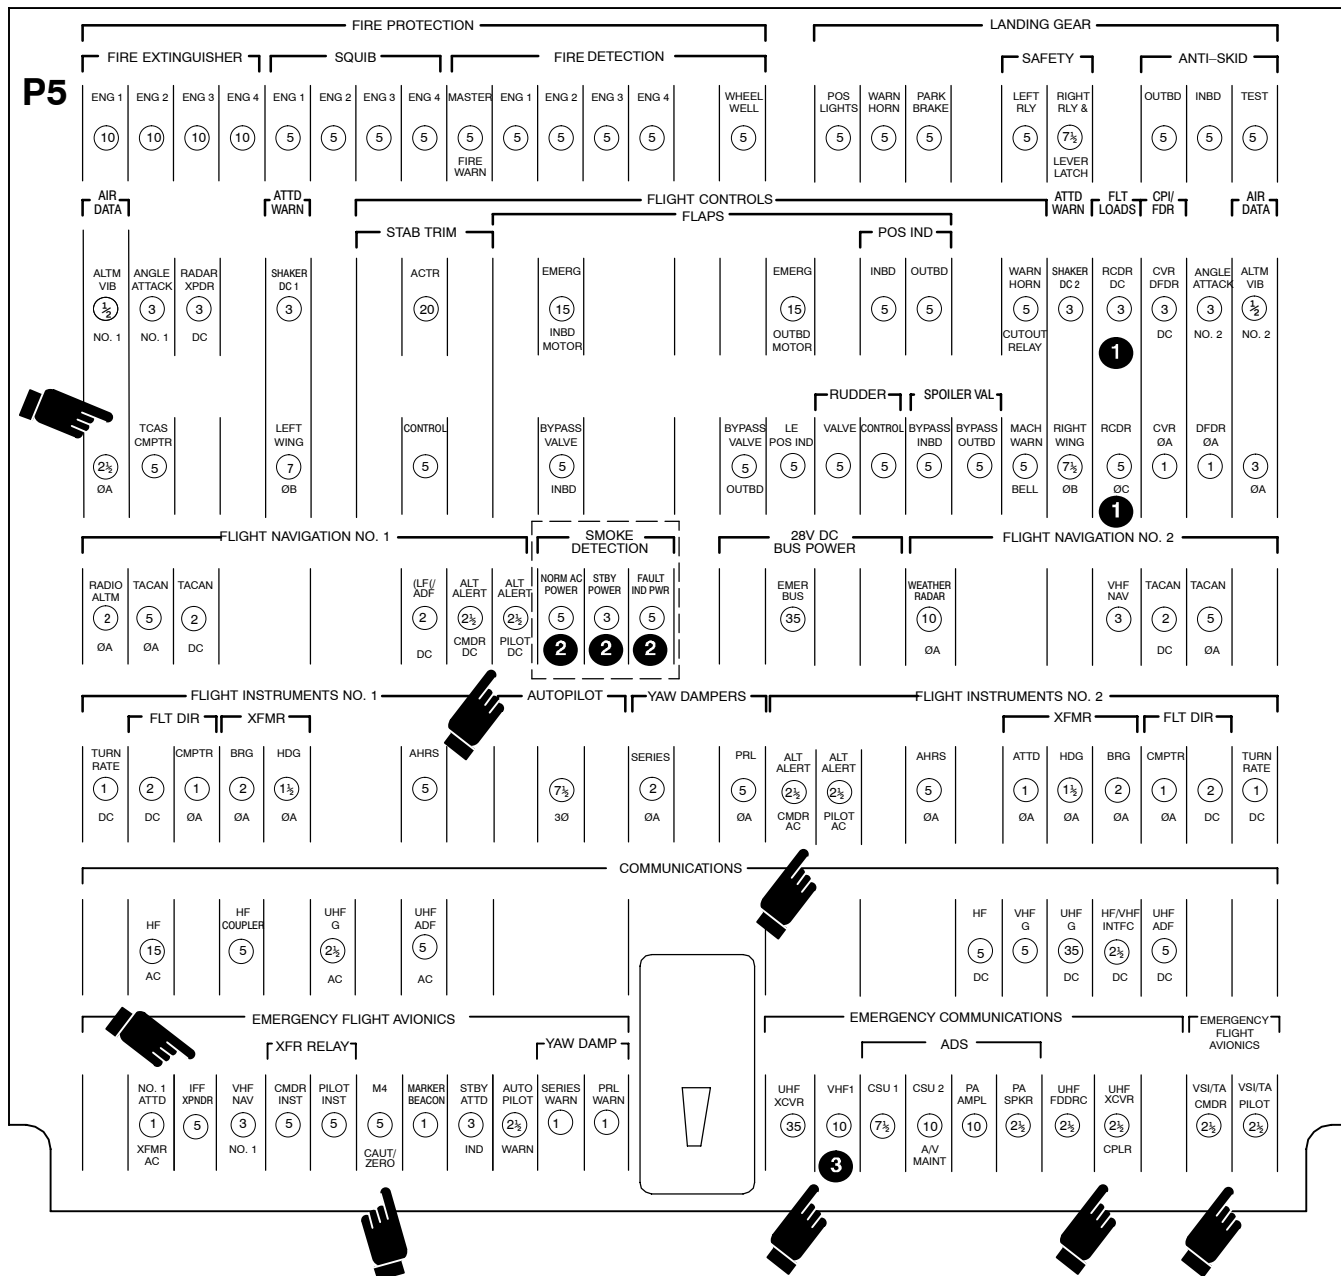 FIRE PROTECTION LANDING GEAR
FIRE EXTINGUISHER SQUIB FIRE DETECTION SAFETY ANTI–SKID
P5
ENG 1 ENG 2 ENG 3 ENG 4 ENG 1 ENG 2 ENG 3 ENG 4 MASTER ENG 1 ENG 2 ENG 3 ENG 4 WHEEL POS WARN PARK LEFT RIGHT OUTBD INBD TEST
WELL LIGHTS HORN BRAKE RLY RLY &
10 10 10 10 5 5 5 5 5 5 5 5 5 5 5 5 5 5 7½ 5 5 5
FIRE LEVER
WARN LATCH
AIR ATTD FLIGHT CONTROLS ATTD FLT CPI/ AIR
DATA WARN FLAPS WARN LOADS FDR DATA
STAB TRIM POS IND
ALTM ANGLE RADAR SHAKER ACTR EMERG EMERG INBD OUTBD WARN SHAKER RCDR CVR ANGLE ALTM
VIB ATTACK XPDR DC 1 HORN DC 2 DC DFDR ATTACK VIB
½ 3 3 3 20 15 15 5 5 5 3 3 3 3 ½
NO. 1 NO. 1 DC INBD OUTBD CUTOUT DC NO. 2 NO. 2
MOTOR MOTOR RELAY
1
RUDDER SPOILER VAL
TCAS LEFT CONTROL BYPASS BYPASS LE VALVE CONTROL BYPASS BYPASS MACH RIGHT RCDR CVR DFDR
CMPTR WING VALVE VALVE POS IND INBD OUTBD WARN WING ØA ØA
2½ 5 7 5 5 5 5 5 5 5 5 5 7½ 5 1 1 3
ØA ØB INBD OUTBD BELL ØB ØC ØA
1
FLIGHT NAVIGATION NO. 1 SMOKE 28V DC FLIGHT NAVIGATION NO. 2
DETECTION BUS POWER
RADIO TACAN TACAN (LF(/ ALT ALT NORM AC STBY FAULT EMER WEATHER VHF TACAN TACAN
ALTM ADF ALERT ALERT POWER POWER IND PWR BUS RADAR NAV
2 5 2 2 2½ 2½ 5 3 5 35 10 3 2 5
ØA ØA DC DC CMDR PILOT ØA DC ØA
DC DC
2 2 2
FLIGHT INSTRUMENTS NO. 1 AUTOPILOT YAW DAMPERS FLIGHT INSTRUMENTS NO. 2
FLT DIR XFMR XFMR FLT DIR
TURN CMPTR BRG HDG AHRS SERIES PRL ALT ALT AHRS ATTD HDG BRG CMPTR TURN
RATE ALERT ALERT RATE
1 2 1 2 1½ 5 7½ 2 5 2½ 2½ 5 1 1½ 2 1 2 1
DC DC ØA ØA ØA 3Ø ØA ØA CMDR PILOT ØA ØA ØA ØA ØA DC DC
AC AC
COMMUNICATIONS
HF HF UHF UHF HF VHF UHF HF/VHF UHF
COUPLER G ADF G G INTFC ADF
15 5 2½ 5 5 5 35 2½ 5
AC AC AC DC DC DC DC
EMERGENCY FLIGHT AVIONICS EMERGENCY COMMUNICATIONS EMERGENCY
FLIGHT
AVIONICS
XFR RELAY YAW DAMP ADS
NO. 1 IFF VHF CMDR PILOT M4 MARKER STBY AUTO SERIES PRL UHF VHF1 CSU 1 CSU 2 PA PA UHF UHF VSI/TA VSI/TA
ATTD XPNDR NAV INST INST BEACON ATTD PILOT WARN WARN XCVR AMPL SPKR FDDRC XCVR CMDR PILOT
1 5 3 5 5 5 1 3 2½ 1 1 35 10 7½ 10 10 2½ 2½ 2½ 2½ 2½
XFMR NO. 1 CAUT/ IND WARN A/V CPLR
AC ZERO MAINT
3